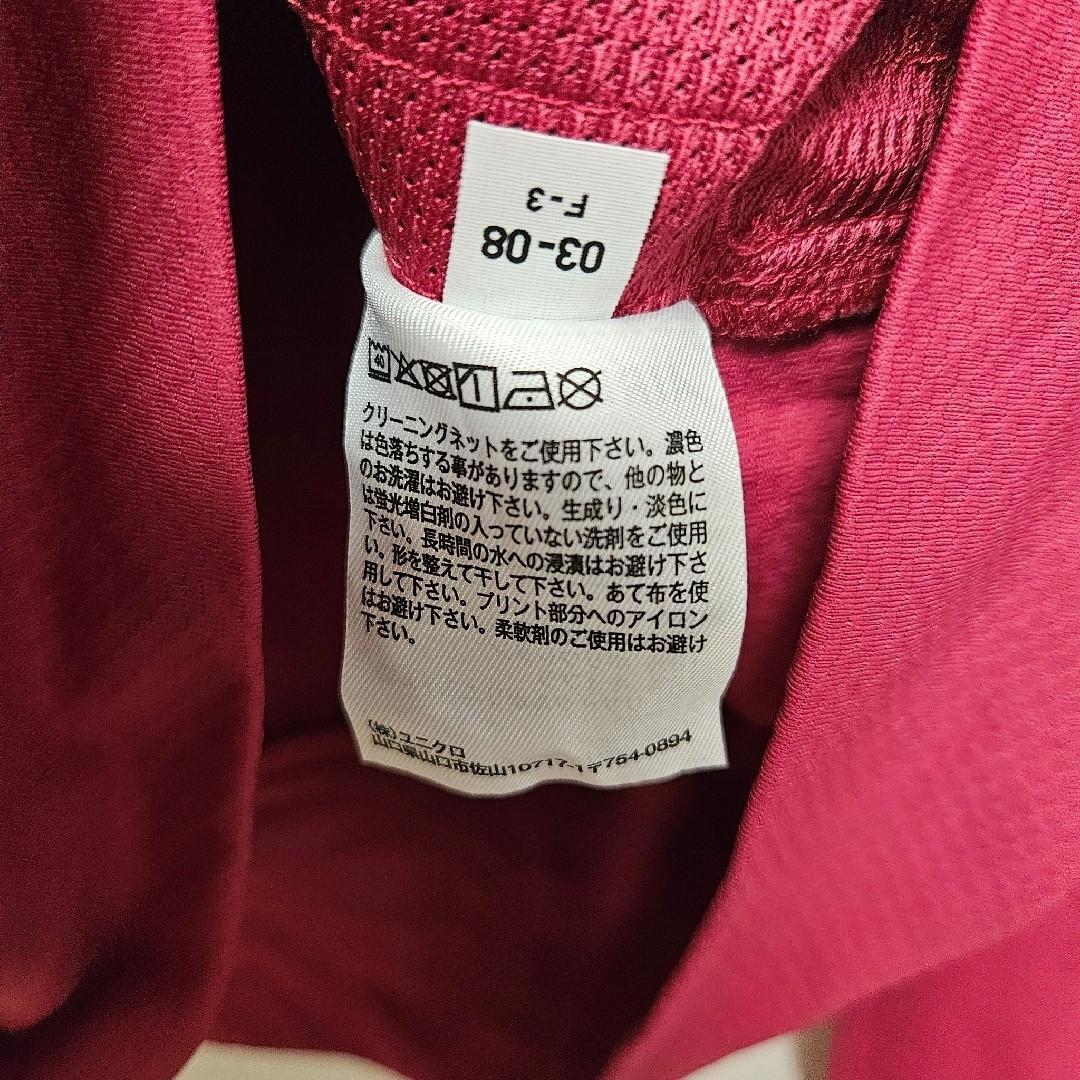 F-3
03-08
40
クリーニングネットをご使用下さい。濃色
は色落ちする事がありますので、他の物と
のお洗濯はお避け下さい。生成り・淡色に
は蛍光増白剤の入っていない洗剤をご使用
下さい。長時間の水への浸漬はお避け下さ
い。形を整えて干して下さい。あて布を使
用して下さい。プリント部分へのアイロン
はお避け下さい。柔軟剤のご使用はお避け
下さい。
(株)ユニクロ
山口県山口市佐山10717-1〒754-0894